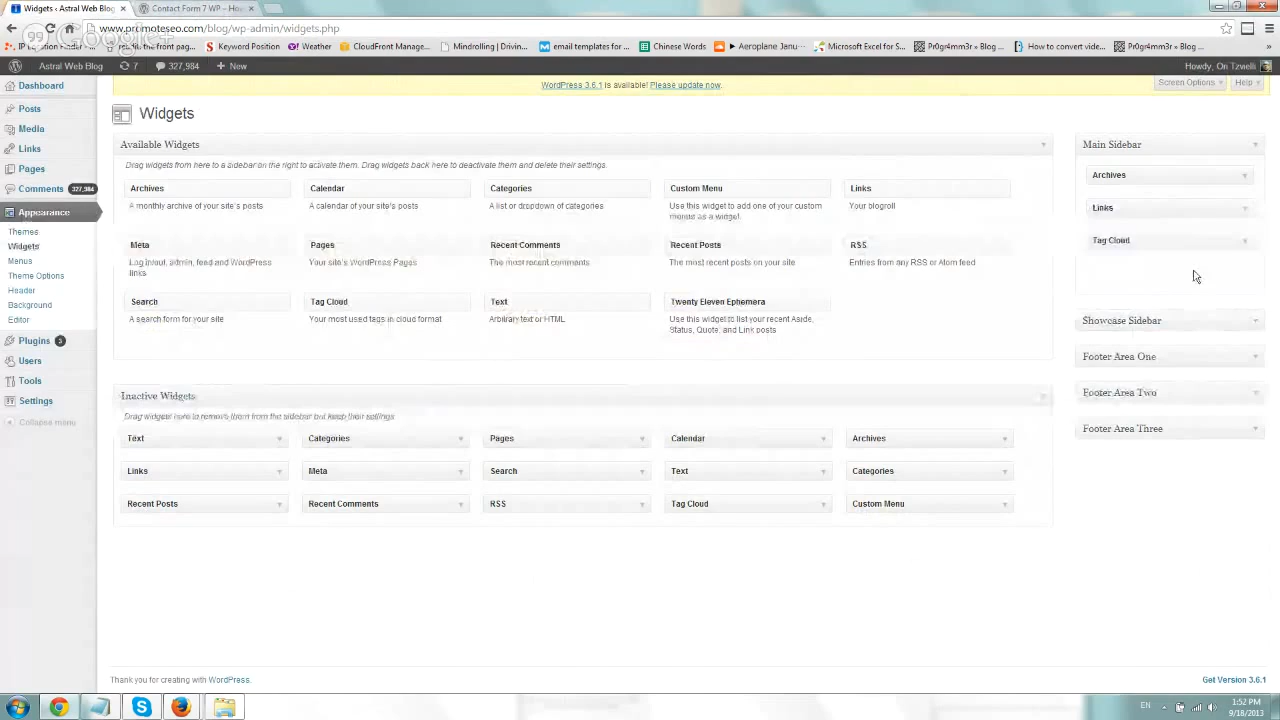 Widgets ‹ Astral Web Blog
Contact Form 7 WP –
www.promoteseo.com/blog/wp-admin/widgets.php
the front pag...
Keyword Position
Weather
CloudFront Manage...
Mindrolling | Drivin...
email templates for ...
Chinese Words
Aeroplane Janu...
Microsoft Excel for S...
Pr0gr4mm3r » Blog ...
How to convert vide...
Pr0gr4mm3r » Blog ...
Astral Web Blog
7
327,984
+ New
Howdy, Ori Tzvielli
WordPress 3.6.1 is available! Please update now.
Screen Options
Help
Dashboard
Posts
Media
Links
Pages
Comments 327,984
Appearance
Themes
Widgets
Menus
Theme Options
Header
Background
Editor
Plugins 3
Users
Tools
Settings
Collapse menu
Widgets
Available Widgets
Drag widgets from here to a sidebar on the right to activate them. Drag widgets back here to deactivate them and delete their settings.
Archives
A monthly archive of your site's posts
Calendar
A calendar of your site's posts
Categories
A list or dropdown of categories
Custom Menu
Use this widget to add one of your custom
menus as a widget.
Links
Your blogroll
Meta
Log in/out, admin, feed and WordPress
links
Pages
Your site's WordPress Pages
Recent Comments
The most recent comments
Recent Posts
The most recent posts on your site
RSS
Entries from any RSS or Atom feed
Search
A search form for your site
Tag Cloud
Your most used tags in cloud format
Text
Arbitrary text or HTML
Twenty Eleven Ephemera
Use this widget to list your recent Aside,
Status, Quote, and Link posts
Inactive Widgets
Drag widgets here to remove them from the sidebar but keep their settings.
Text
Categories
Pages
Calendar
Archives
Links
Meta
Search
Text
Categories
Recent Posts
Recent Comments
RSS
Tag Cloud
Custom Menu
Main Sidebar
Archives
Links
Tag Cloud
Showcase Sidebar
Footer Area One
Footer Area Two
Footer Area Three
Thank you for creating with WordPress.
Get Version 3.6.1
EN
1:52 PM
9/18/2013